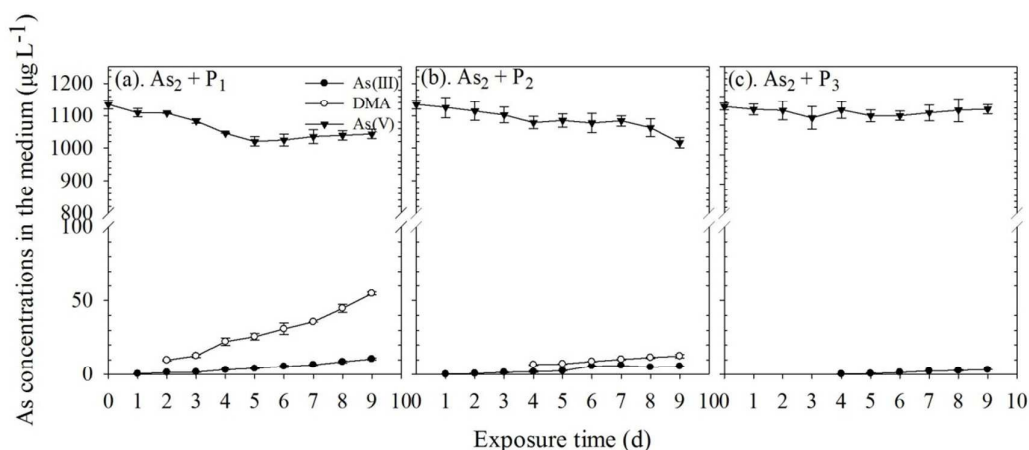 As concentrations in the medium (µg L⁻¹)
(a). As₂ + P₁
As(III)
DMA
As(V)
(b). As₂ + P₂
(c). As₂ + P₃
1200
1100
1000
900
800
100
50
0
0 1 2 3 4 5 6 7 8 9 10
0 1 2 3 4 5 6 7 8 9 10
0 1 2 3 4 5 6 7 8 9 10
Exposure time (d)